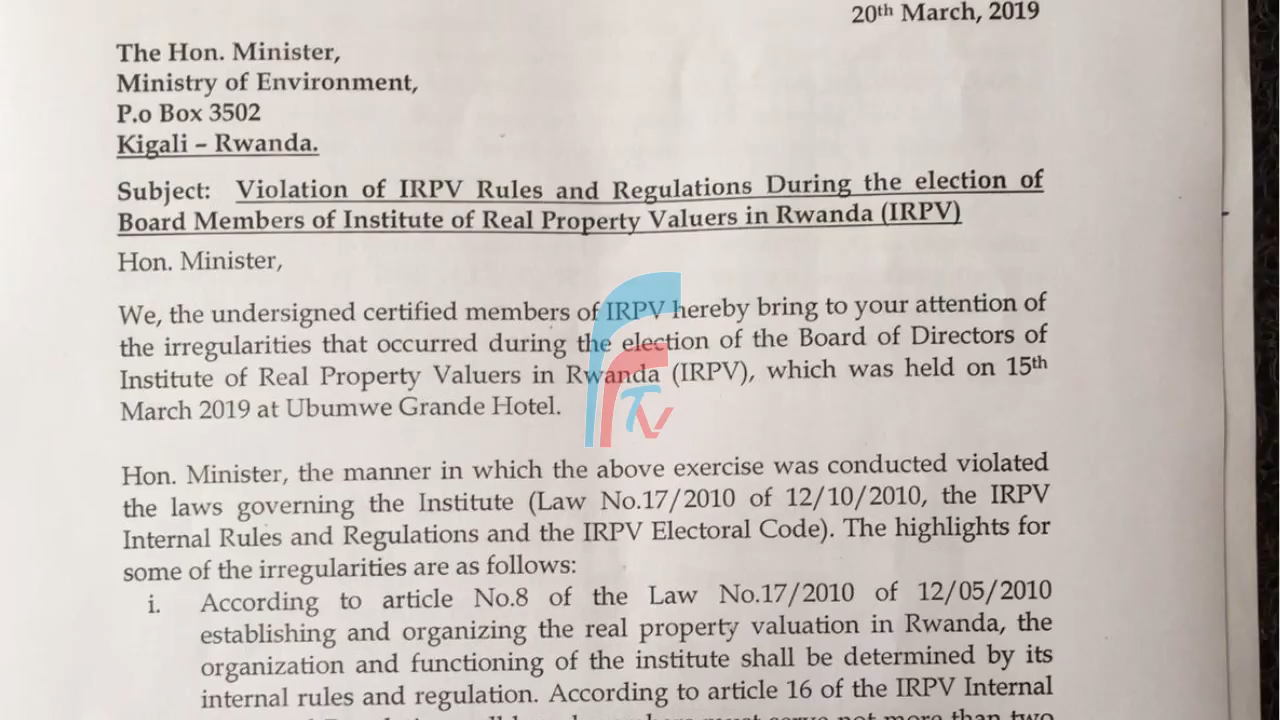 20th March, 2019
The Hon. Minister,
Ministry of Environment,
P.o Box 3502
Kigali – Rwanda.
Subject: Violation of IRPV Rules and Regulations During the election of
Board Members of Institute of Real Property Valuers in Rwanda (IRPV)
Hon. Minister,
We, the undersigned certified members of IRPV hereby bring to your attention of
the irregularities that occurred during the election of the Board of Directors of
Institute of Real Property Valuers in Rwanda (IRPV), which was held on 15th
March 2019 at Ubumwe Grande Hotel.
TV
Hon. Minister, the manner in which the above exercise was conducted violated
the laws governing the Institute (Law No.17/2010 of 12/10/2010, the IRPV
Internal Rules and Regulations and the IRPV Electoral Code). The highlights for
some of the irregularities are as follows:
i. According to article No.8 of the Law No.17/2010 of 12/05/2010
establishing and organizing the real property valuation in Rwanda, the
organization and functioning of the institute shall be determined by its
internal rules and regulation. According to article 16 of the IRPV Internal
must serve not more than two